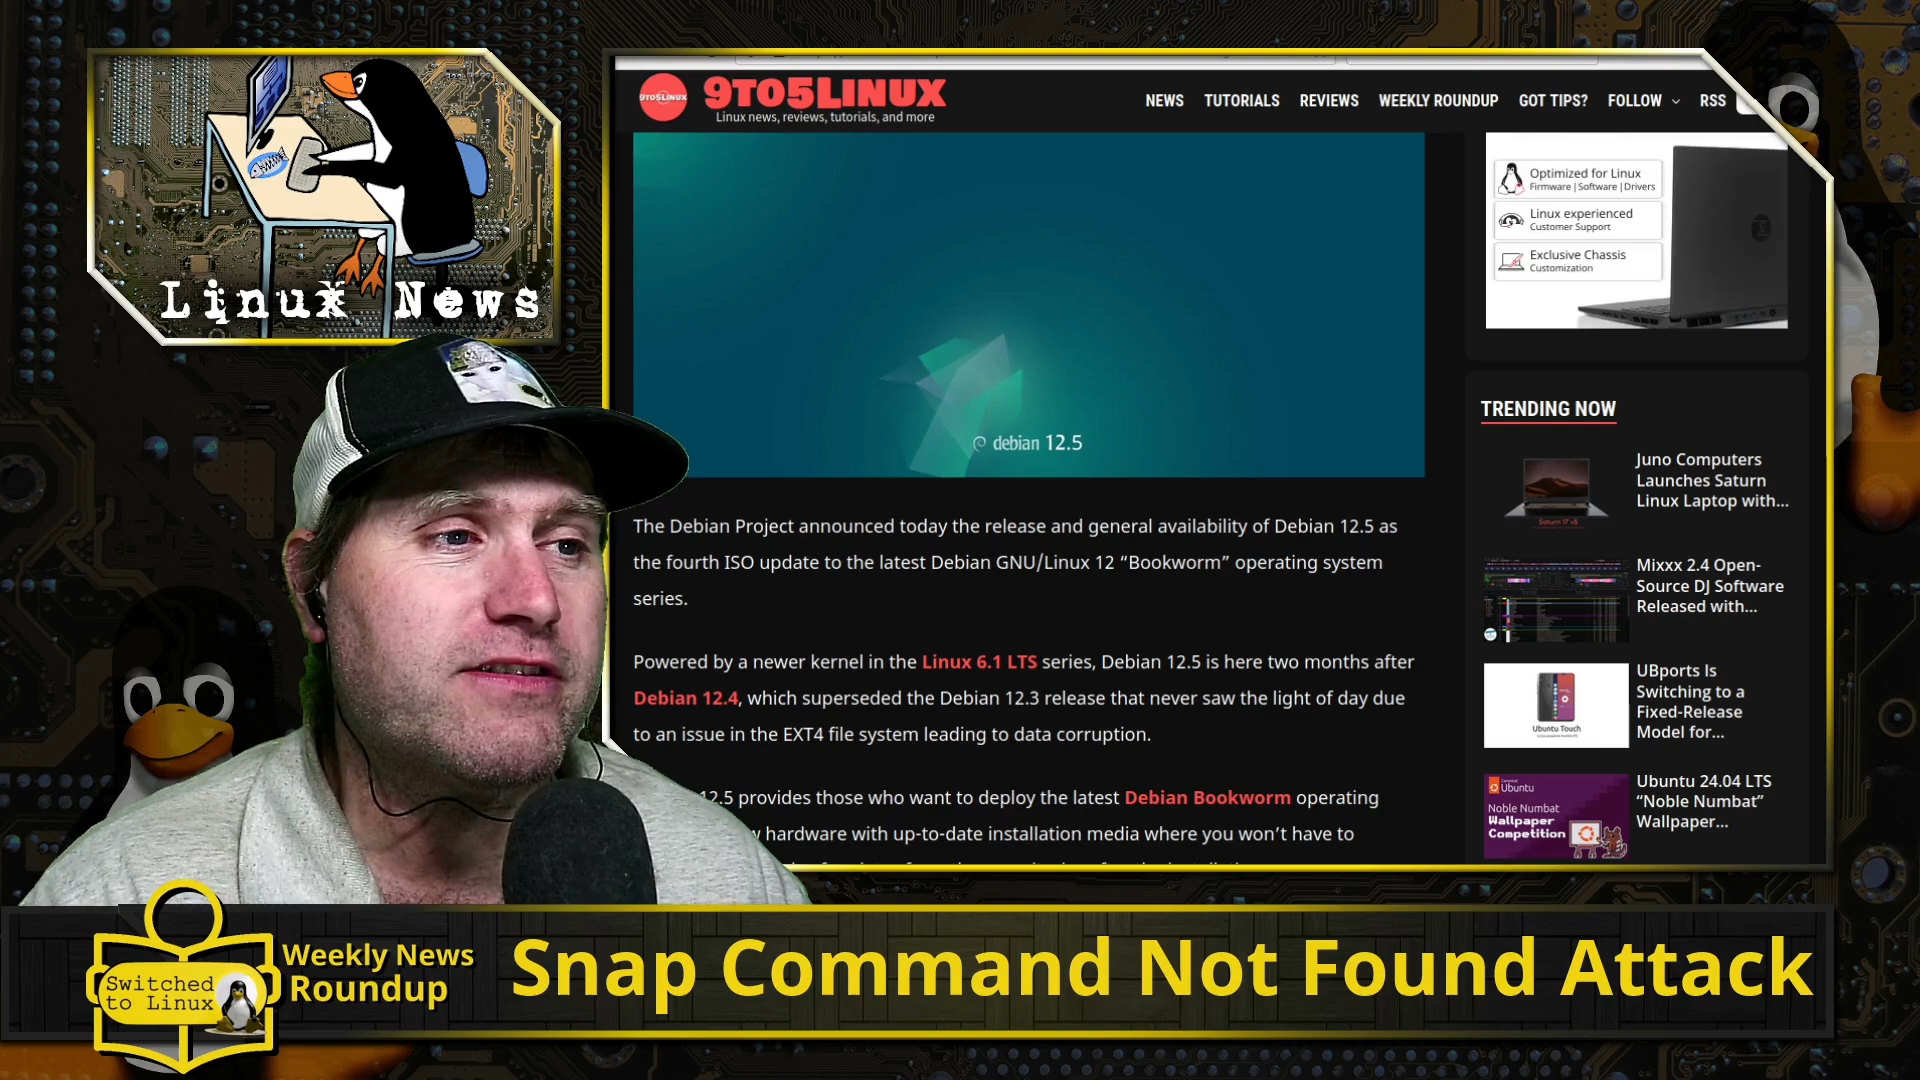 Linux News
9TO5LINUX
9TO5LINUX
Linux news, reviews, tutorials, and more
NEWS TUTORIALS REVIEWS WEEKLY ROUNDUP GOT TIPS? FOLLOW RSS
Optimized for Linux
Firmware | Software | Drivers
Linux experienced
Customer Support
Exclusive Chassis
Customization
debian 12.5
The Debian Project announced today the release and general availability of Debian 12.5 as
the fourth ISO update to the latest Debian GNU/Linux 12 “Bookworm” operating system
series.
Powered by a newer kernel in the Linux 6.1 LTS series, Debian 12.5 is here two months after
Debian 12.4, which superseded the Debian 12.3 release that never saw the light of day due
to an issue in the EXT4 file system leading to data corruption.
12.5 provides those who want to deploy the latest Debian Bookworm operating
hardware with up-to-date installation media where you won’t have to
TRENDING NOW
Juno Computers
Launches Saturn
Linux Laptop with...
Saturn 17" v6
Mixxx 2.4 Open-
Source DJ Software
Released with...
UBports Is
Switching to a
Fixed-Release
Model for...
Ubuntu Touch
Ubuntu 24.04 LTS
“Noble Numbat”
Wallpaper...
Ubuntu
Noble Numbat
Wallpaper
Competition
Switched
to Linux
Weekly News
Roundup
Snap Command Not Found Attack